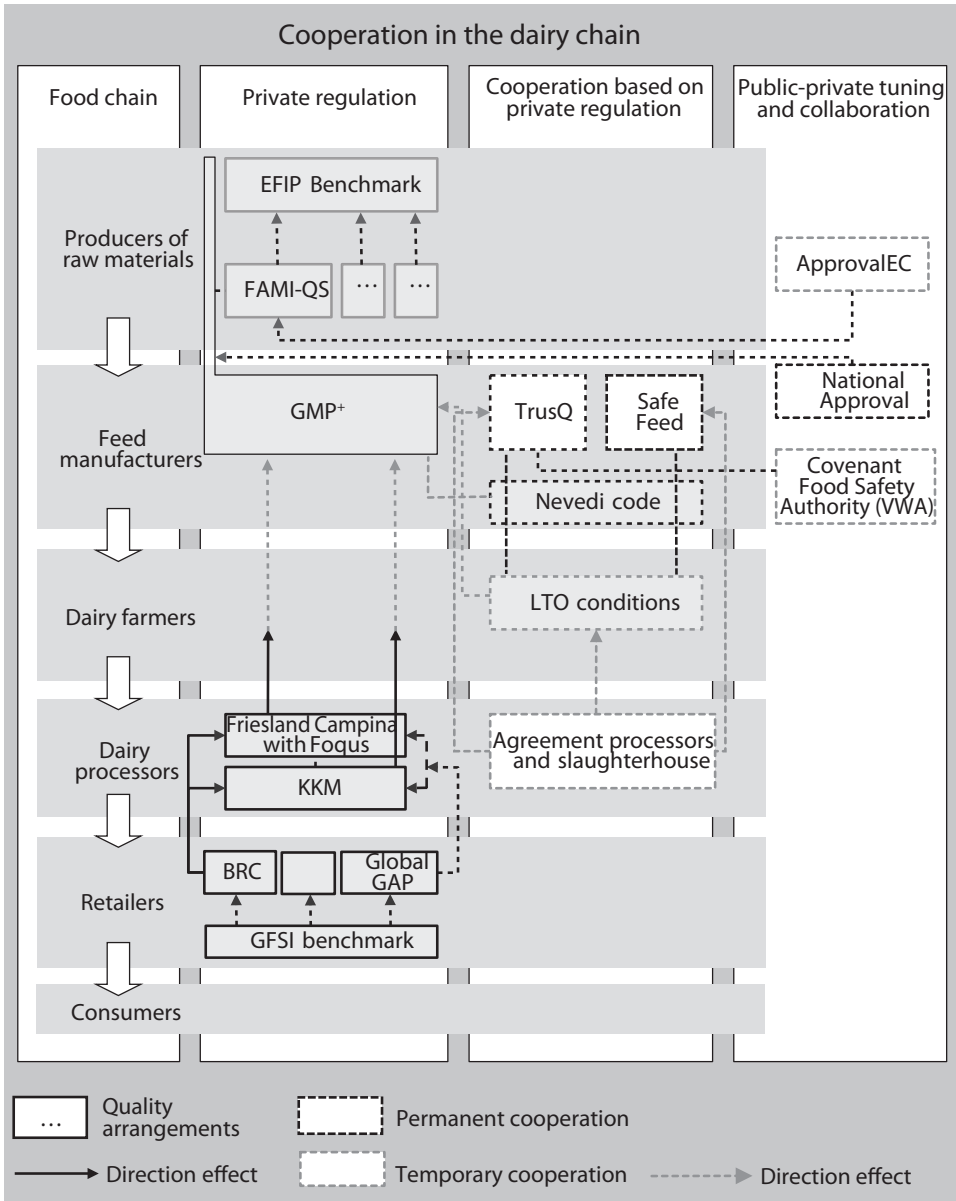 Cooperation in the dairy chain
Food chain
Private regulation
Cooperation based on
private regulation
Public-private tuning
and collaboration
Producers of
raw materials
EFIP Benchmark
FAMI-QS
...
...
ApprovalEC
National
Approval
Feed
manufacturers
GMP+
TrusQ
Safe
Feed
Nevedi code
Covenant
Food Safety
Authority (VWA)
Dairy farmers
LTO conditions
Dairy
processors
Friesland Campina
with Foqus
KKM
Agreement processors
and slaughterhouse
Retailers
BRC
Global
GAP
GFSI benchmark
Consumers
...
Quality
arrangements
Permanent cooperation
Direction effect
Temporary cooperation
Direction effect